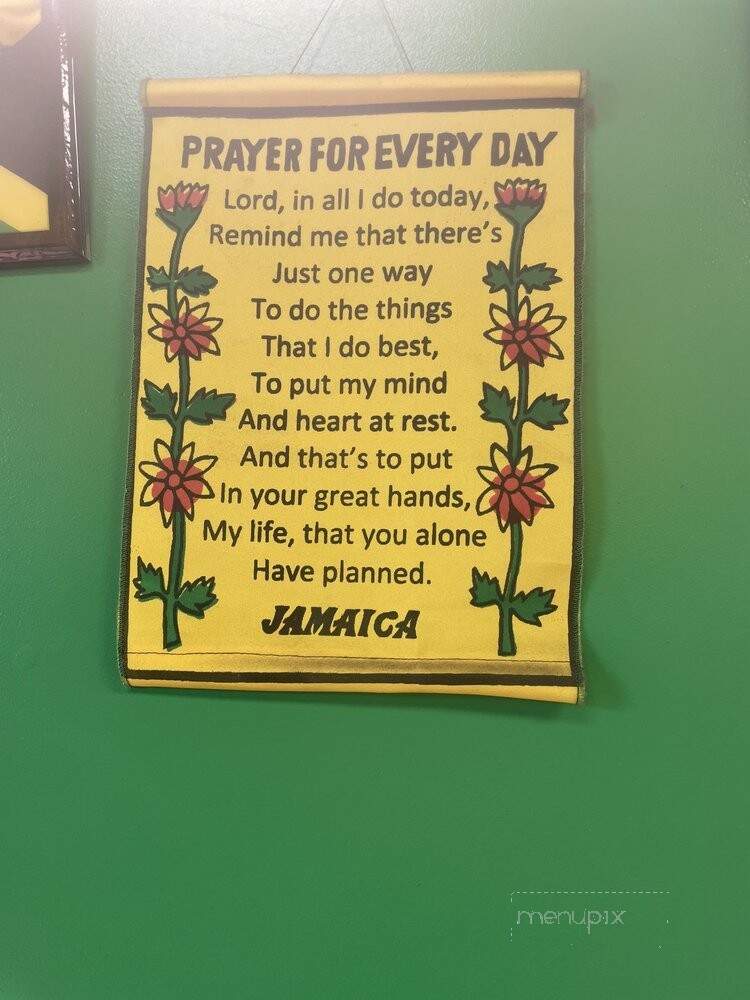 PRAYER FOR EVERY DAY
Lord, in all I do today,
Remind me that there's
Just one way
To do the things
That I do best,
To put my mind
And heart at rest.
And that's to put
In your great hands,
My life, that you alone
Have planned.
JAMAICA
menupix